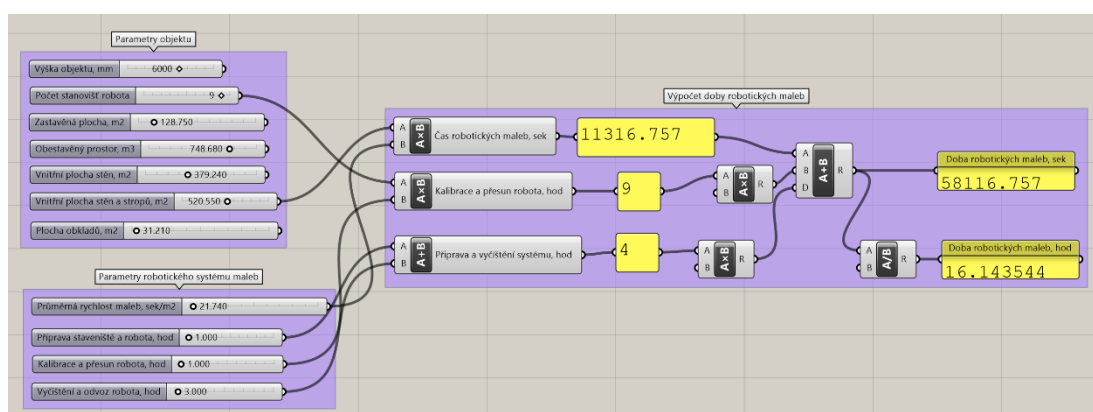 Parametry objektu
Výška objektu, mm 6000
Počet stanovišť robota 9
Zastavěná plocha, m2 128.750
Obestavěný prostor, m3 748.680
Vnitřní plocha stěn, m2 379.240
Vnitřní plocha stěn a stropů, m2 520.550
Plocha obkladů, m2 31.210
Parametry robotického systému maleb
Průměrná rychlost maleb, sek/m2 21.740
Příprava staveniště a robota, hod 1.000
Kalibrace a přesun robota, hod 1.000
Vyčíštění a odvoz robota, hod 3.000
Výpočet doby robotických maleb
A
B
A×B
Čas robotických maleb, sek
11316.757
A
B
A×B
Kalibrace a přesun robota, hod
9
A
B
A×B
R
A
B
A+B
Příprava a vyčíštění systému, hod
4
A
B
A×B
R
A
B
D
A+B
R
Doba robotických maleb, sek
58116.757
A
B
A/B
R
Doba robotických maleb, hod
16.143544